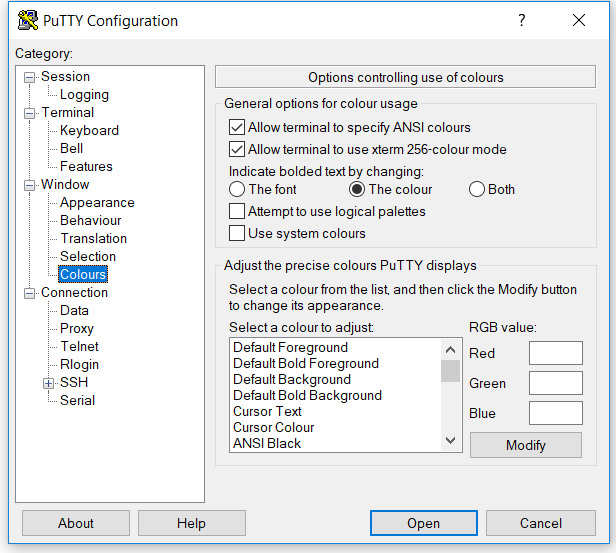 PuTTY Configuration
?
Category:
Session
Logging
Terminal
Keyboard
Bell
Features
Window
Appearance
Behaviour
Translation
Selection
Colours
Connection
Data
Proxy
Telnet
Rlogin
SSH
Serial
Options controlling use of colours
General options for colour usage
Allow terminal to specify ANSI colours
Allow terminal to use xterm 256-colour mode
Indicate bolded text by changing:
The font The colour Both
Attempt to use logical palettes
Use system colours
Adjust the precise colours PuTTY displays
Select a colour from the list, and then click the Modify button
to change its appearance.
Select a colour to adjust:
Default Foreground
Default Bold Foreground
Default Background
Default Bold Background
Cursor Text
Cursor Colour
ANSI Black
RGB value:
Red
Green
Blue
Modify
About Help Open Cancel